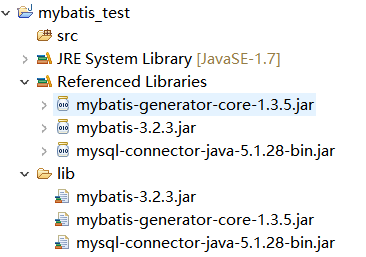 mybatis_test
src
JRE System Library [JavaSE-1.7]
Referenced Libraries
mybatis-generator-core-1.3.5.jar
mybatis-3.2.3.jar
mysql-connector-java-5.1.28-bin.jar
lib
mybatis-3.2.3.jar
mybatis-generator-core-1.3.5.jar
mysql-connector-java-5.1.28-bin.jar